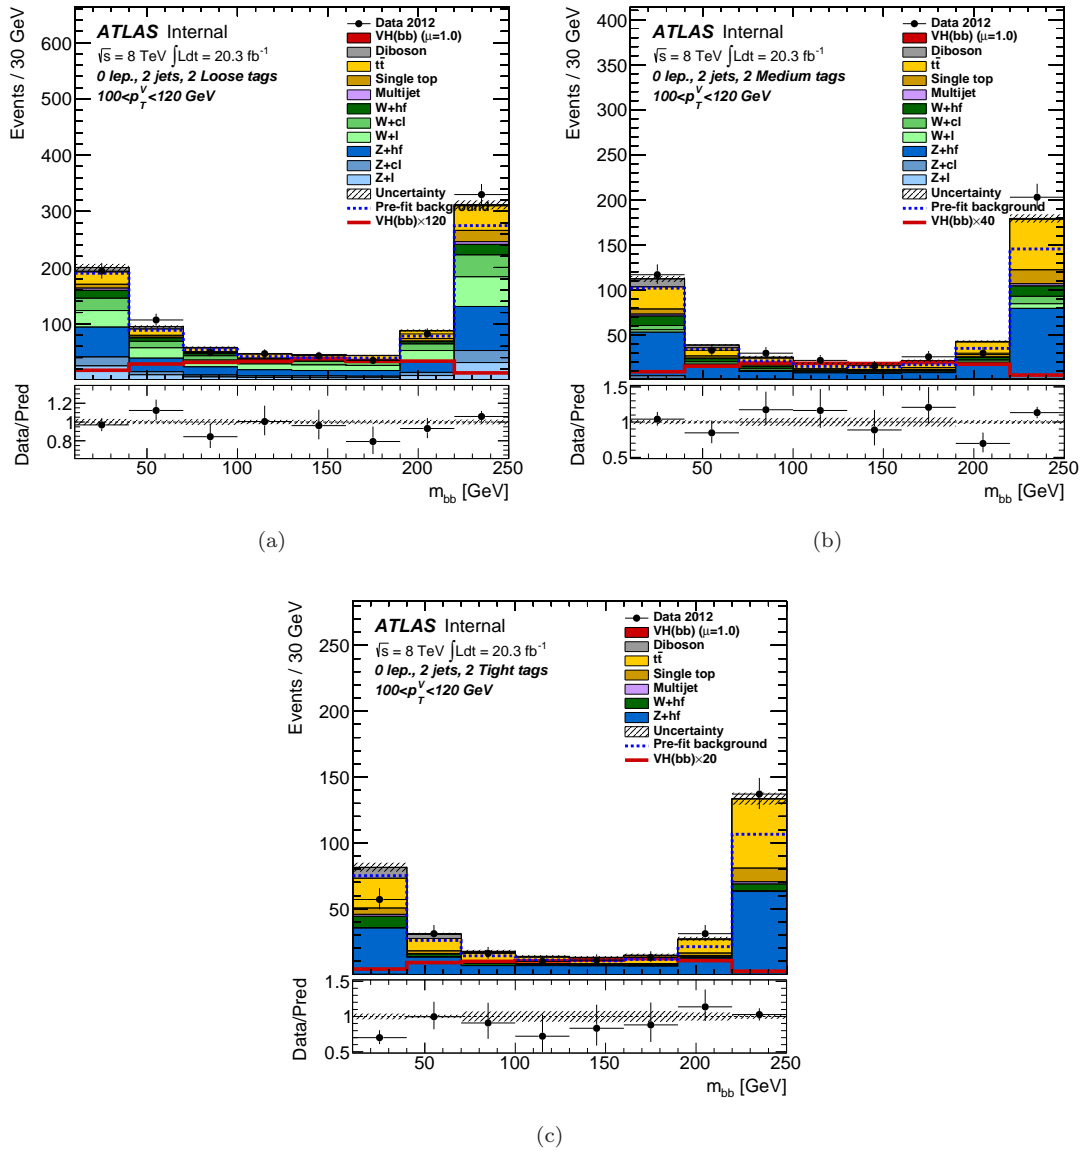 ATLAS Internal
√s = 8 TeV ∫Ldt = 20.3 fb⁻¹
0 lep., 2 jets, 2 Loose tags
100<p_T^V<120 GeV
Data 2012
VH(bb) (μ=1.0)
Diboson
tt̄
Single top
Multijet
W+hf
W+cl
W+l
Z+hf
Z+cl
Z+l
Uncertainty
Pre-fit background
VH(bb)×120
Events / 30 GeV
600
500
400
300
200
100
Data/Pred
1.2
1
0.8
50 100 150 200 250
m_bb [GeV]
(a)
ATLAS Internal
√s = 8 TeV ∫Ldt = 20.3 fb⁻¹
0 lep., 2 jets, 2 Medium tags
100<p_T^V<120 GeV
Data 2012
VH(bb) (μ=1.0)
Diboson
tt̄
Single top
Multijet
W+hf
W+cl
W+l
Z+hf
Z+cl
Z+l
Uncertainty
Pre-fit background
VH(bb)×40
Events / 30 GeV
400
350
300
250
200
150
100
50
Data/Pred
1.5
1
0.5
50 100 150 200 250
m_bb [GeV]
(b)
ATLAS Internal
√s = 8 TeV ∫Ldt = 20.3 fb⁻¹
0 lep., 2 jets, 2 Tight tags
100<p_T^V<120 GeV
Data 2012
VH(bb) (μ=1.0)
Diboson
tt̄
Single top
Multijet
W+hf
Z+hf
Uncertainty
Pre-fit background
VH(bb)×20
Events / 30 GeV
250
200
150
100
50
Data/Pred
1.5
1
0.5
50 100 150 200 250
m_bb [GeV]
(c)